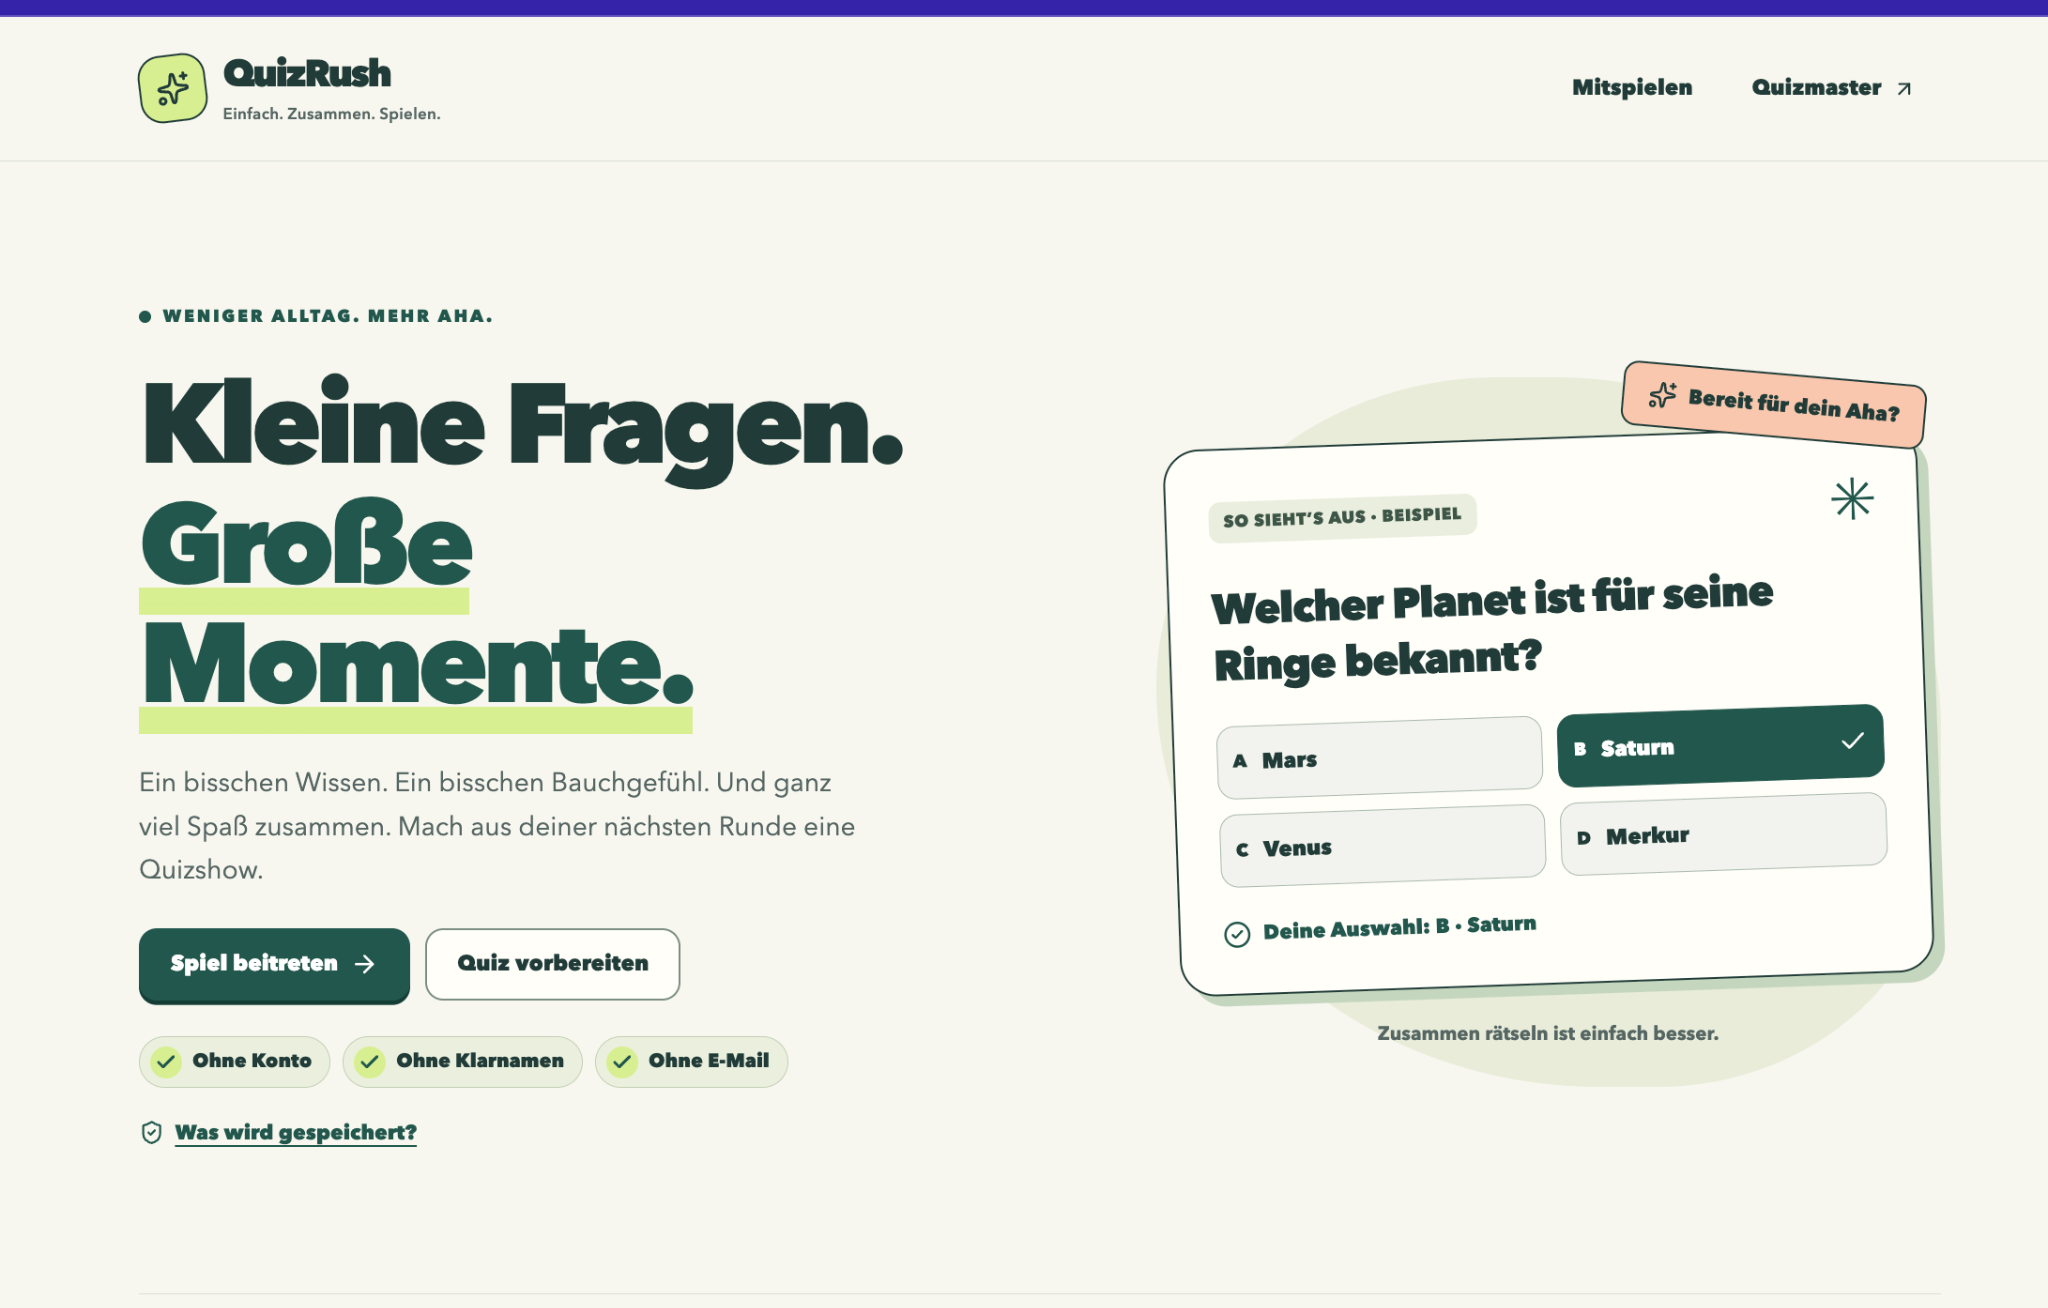 QuizRush
Einfach. Zusammen. Spielen.
Mitspielen
Quizmaster
WENIGER ALLTAG. MEHR AHA.
Kleine Fragen.
Große
Momente.
Ein bisschen Wissen. Ein bisschen Bauchgefühl. Und ganz
viel Spaß zusammen. Mach aus deiner nächsten Runde eine
Quizshow.
Spiel beitreten
Quiz vorbereiten
Ohne Konto
Ohne Klarnamen
Ohne E-Mail
Was wird gespeichert?
Bereit für dein Aha?
SO SIEHT’S AUS · BEISPIEL
Welcher Planet ist für seine
Ringe bekannt?
A Mars
B Saturn
C Venus
D Merkur
Deine Auswahl: B · Saturn
Zusammen rätseln ist einfach besser.